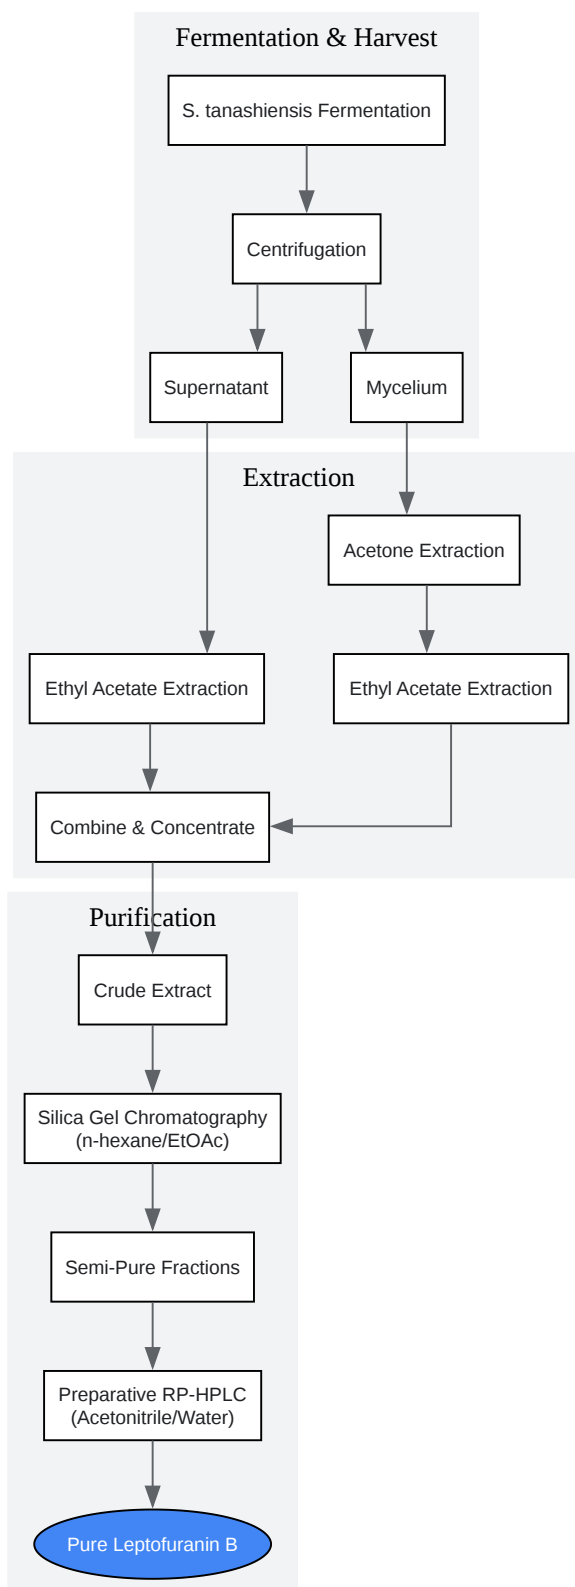 Fermentation & Harvest
S. tanashiensis Fermentation
Centrifugation
Supernatant
Mycelium
Extraction
Acetone Extraction
Ethyl Acetate Extraction
Ethyl Acetate Extraction
Combine & Concentrate
Purification
Crude Extract
Silica Gel Chromatography
(n-hexane/EtOAc)
Semi-Pure Fractions
Preparative RP-HPLC
(Acetonitrile/Water)
Pure Leptofuranin B